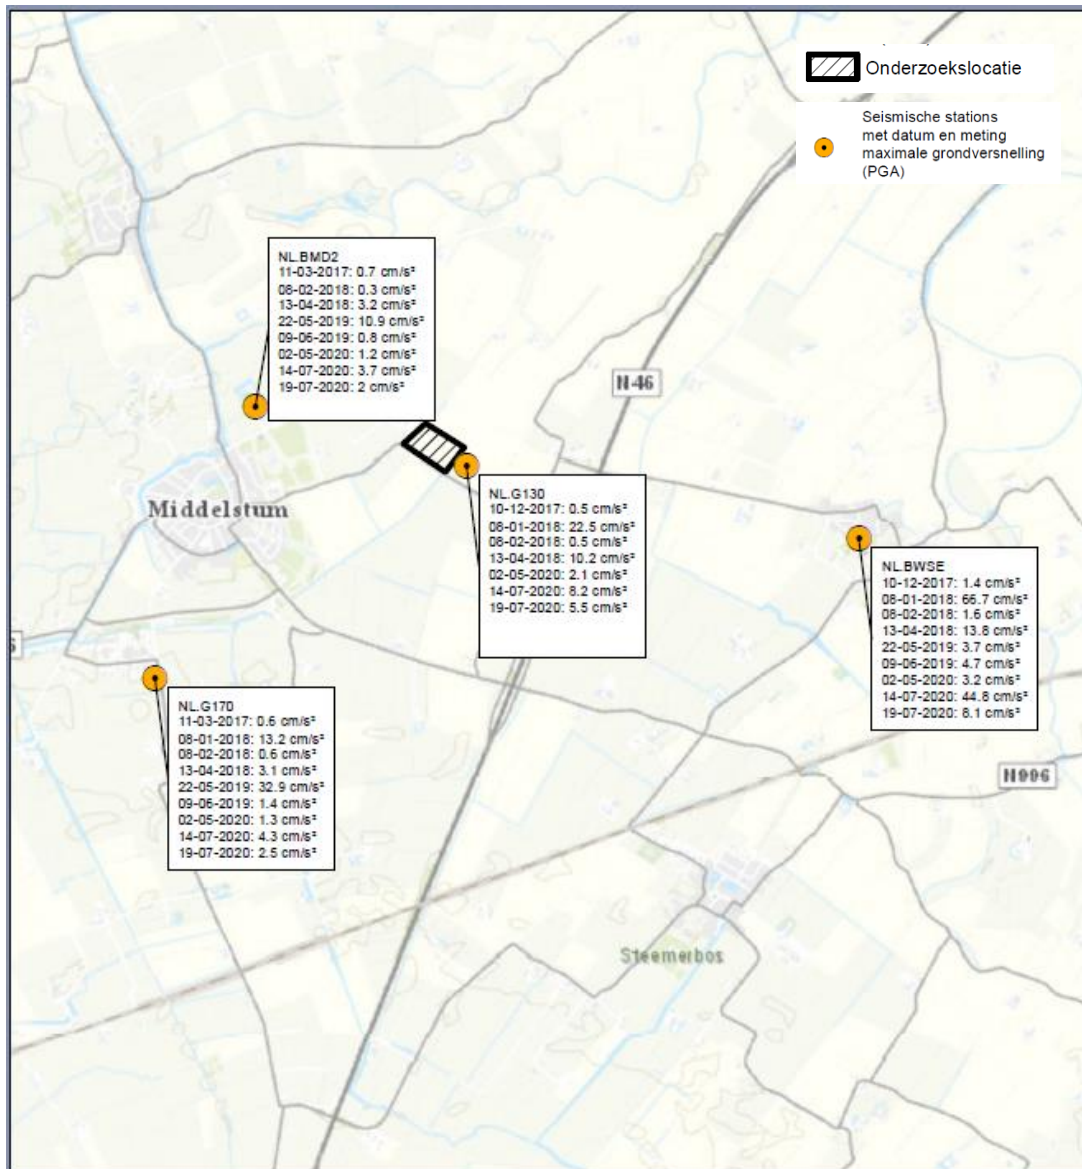 Onderzoekslocatie
Seismische stations
met datum en meting
maximale grondversnelling
(PGA)
NL.BMD2
11-03-2017: 0.7 cm/s²
08-02-2018: 0.3 cm/s²
13-04-2018: 3.2 cm/s²
22-05-2019: 10.9 cm/s²
09-06-2019: 0.8 cm/s²
02-05-2020: 1.2 cm/s²
14-07-2020: 3.7 cm/s²
19-07-2020: 2 cm/s²
N-46
Middelstum
NL.G130
10-12-2017: 0.5 cm/s²
08-01-2018: 22.5 cm/s²
08-02-2018: 0.5 cm/s²
13-04-2018: 10.2 cm/s²
02-05-2020: 2.1 cm/s²
14-07-2020: 8.2 cm/s²
19-07-2020: 5.5 cm/s²
NL.BWSE
10-12-2017: 1.4 cm/s²
08-01-2018: 66.7 cm/s²
08-02-2018: 1.6 cm/s²
13-04-2018: 13.8 cm/s²
22-05-2019: 3.7 cm/s²
09-06-2019: 4.7 cm/s²
02-05-2020: 3.2 cm/s²
14-07-2020: 44.8 cm/s²
19-07-2020: 8.1 cm/s²
NL.G170
11-03-2017: 0.6 cm/s²
08-01-2018: 13.2 cm/s²
08-02-2018: 0.6 cm/s²
13-04-2018: 3.1 cm/s²
22-05-2019: 32.9 cm/s²
09-06-2019: 1.4 cm/s²
02-05-2020: 1.3 cm/s²
14-07-2020: 4.3 cm/s²
19-07-2020: 2.5 cm/s²
N996
Steemerbos